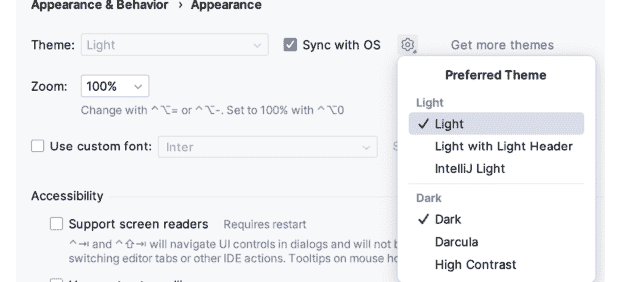 Appearance & Behavior › Appearance
Theme: Light Sync with OS Get more themes
Preferred Theme
Zoom: 100%
Light
Change with ⌃⌥= or ⌃⌥-. Set to 100% with ⌃⌥0
✓ Light
Light with Light Header
Use custom font: Inter
IntelliJ Light
Accessibility
Dark
✓ Dark
Support screen readers Requires restart
Darcula
⌃⇥ and ⌃⇧⇥ will navigate UI controls in dialogs and will not
switching editor tabs or other IDE actions. Tooltips on mouse
High Contrast